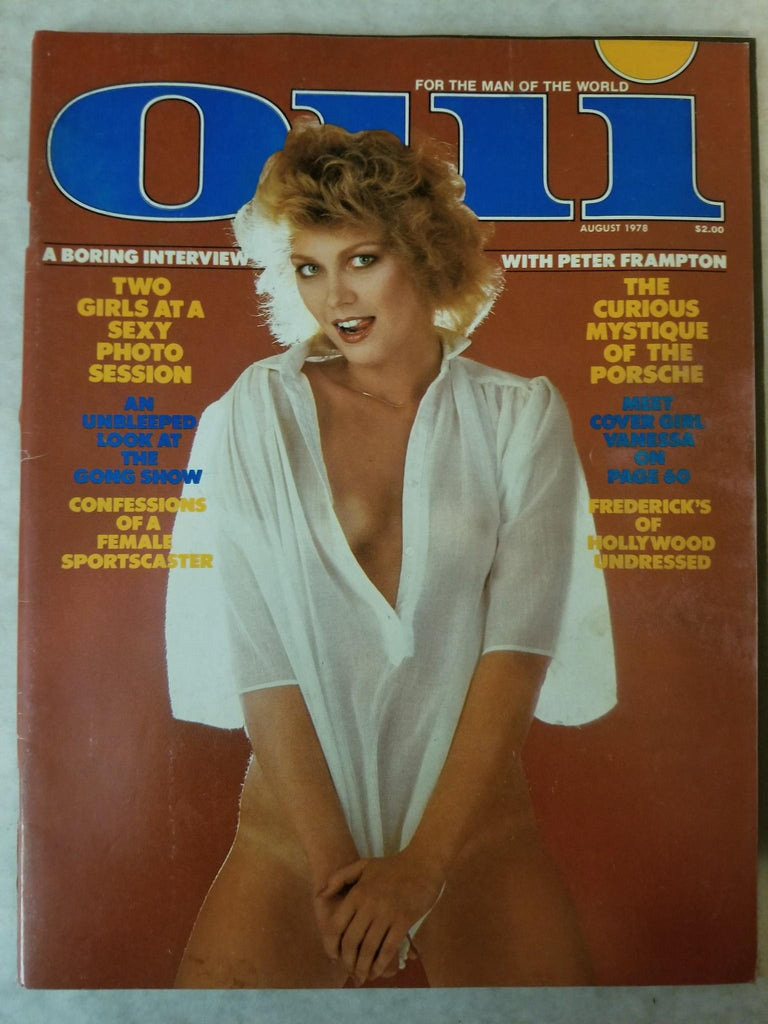 FOR THE MAN OF THE WORLD
Oui
AUGUST 1978
$2.00
A BORING INTERVIEW WITH PETER FRAMPTON
TWO
GIRLS AT A
SEXY
PHOTO
SESSION
AN
UNBLEEPED
LOOK AT
THE
GONG SHOW
CONFESSIONS
OF A
FEMALE
SPORTSCASTER
THE
CURIOUS
MYSTIQUE
OF THE
PORSCHE
MEET
COVER GIRL
VANESSA
ON
PAGE 60
FREDERICK'S
OF
HOLLYWOOD
UNDRESSED